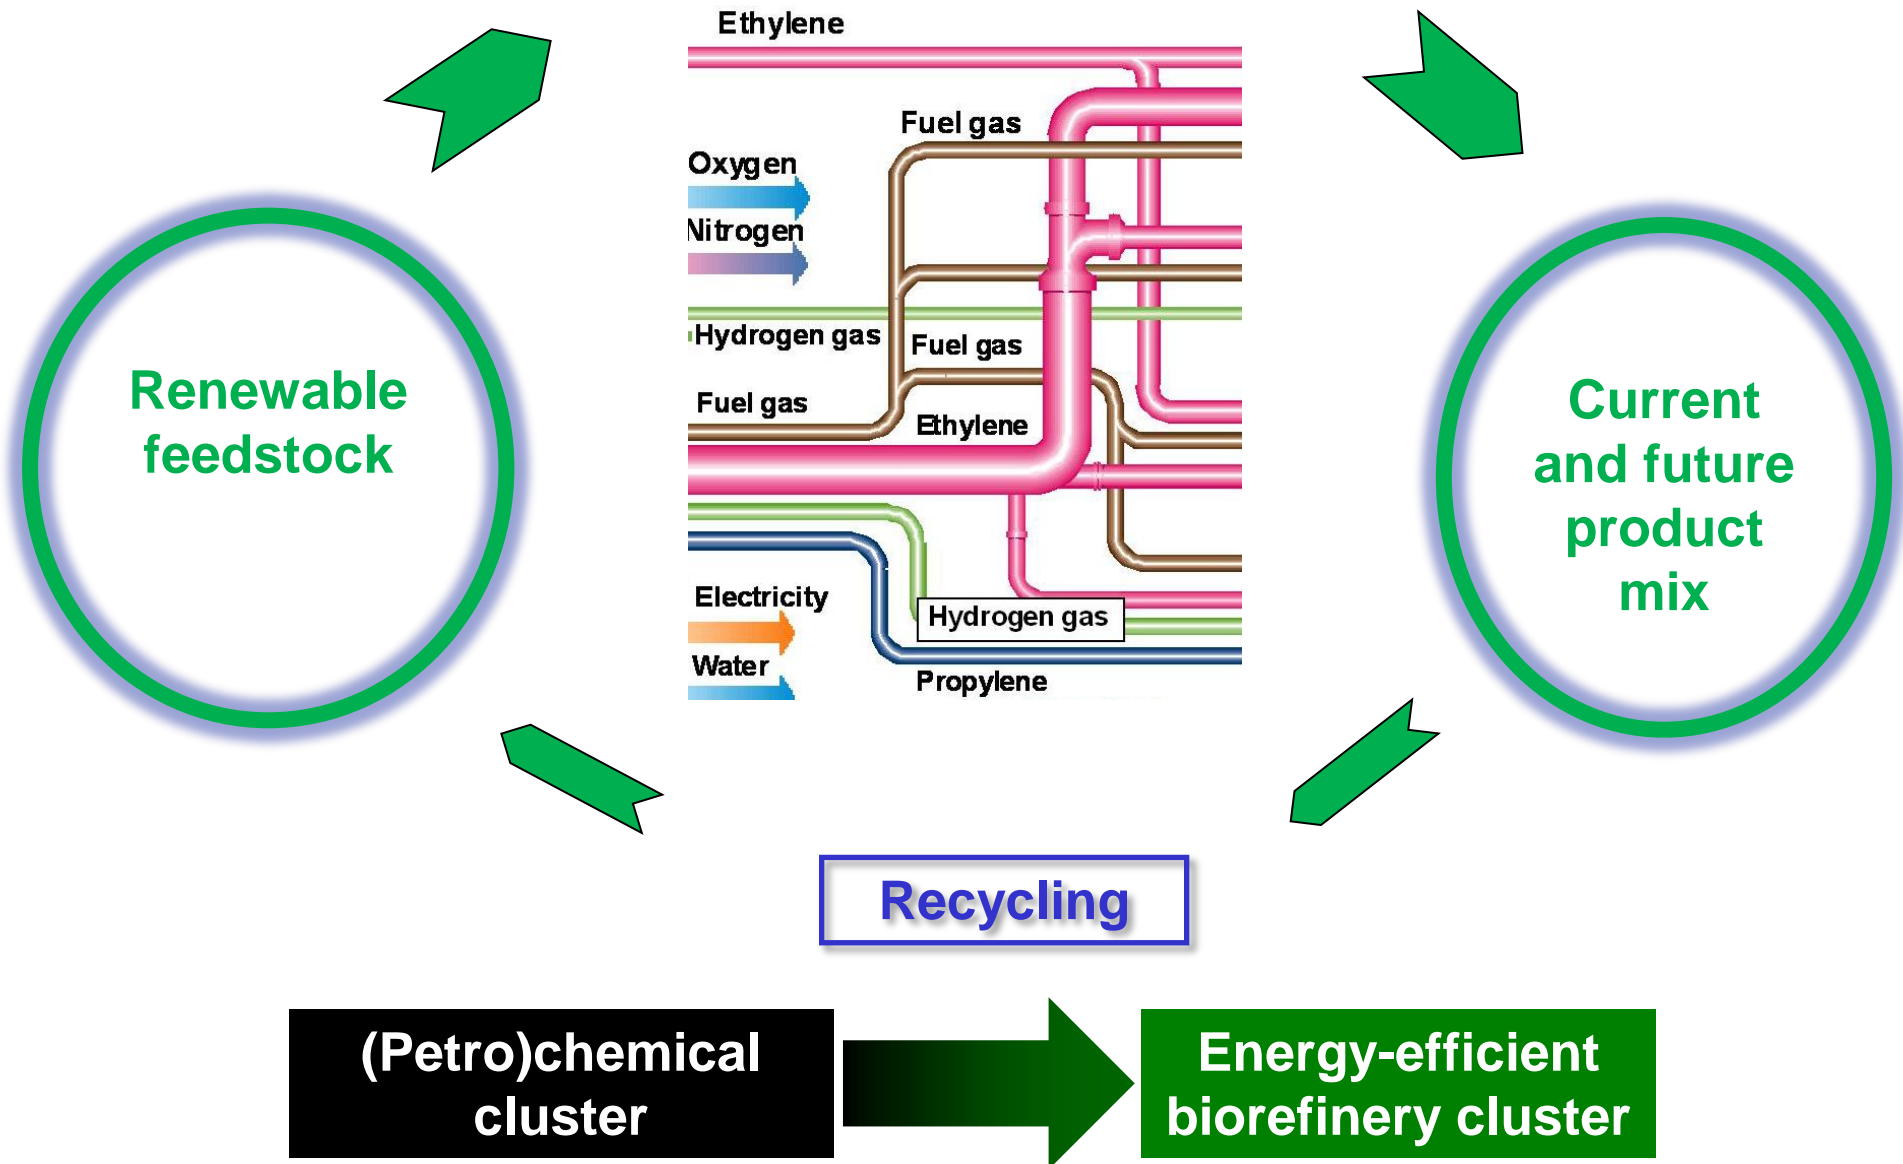 Ethylene
Fuel gas
Oxygen
Nitrogen
Hydrogen gas
Fuel gas
Fuel gas
Ethylene
Electricity
Hydrogen gas
Water
Propylene
Renewable
feedstock
Current
and future
product
mix
Recycling
(Petro)chemical
cluster
Energy-efficient
biorefinery cluster